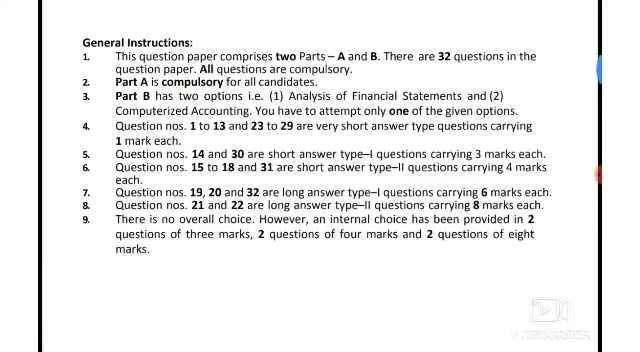 General Instructions:
1. This question paper comprises two Parts – A and B. There are 32 questions in the
question paper. All questions are compulsory.
2. Part A is compulsory for all candidates.
3. Part B has two options i.e. (1) Analysis of Financial Statements and (2)
Computerized Accounting. You have to attempt only one of the given options.
4. Question nos. 1 to 13 and 23 to 29 are very short answer type questions carrying
1 mark each.
5. Question nos. 14 and 30 are short answer type–I questions carrying 3 marks each.
6. Question nos. 15 to 18 and 31 are short answer type–II questions carrying 4 marks
each.
7. Question nos. 19, 20 and 32 are long answer type–I questions carrying 6 marks each.
8. Question nos. 21 and 22 are long answer type–II questions carrying 8 marks each.
9. There is no overall choice. However, an internal choice has been provided in 2
questions of three marks, 2 questions of four marks and 2 questions of eight
marks.